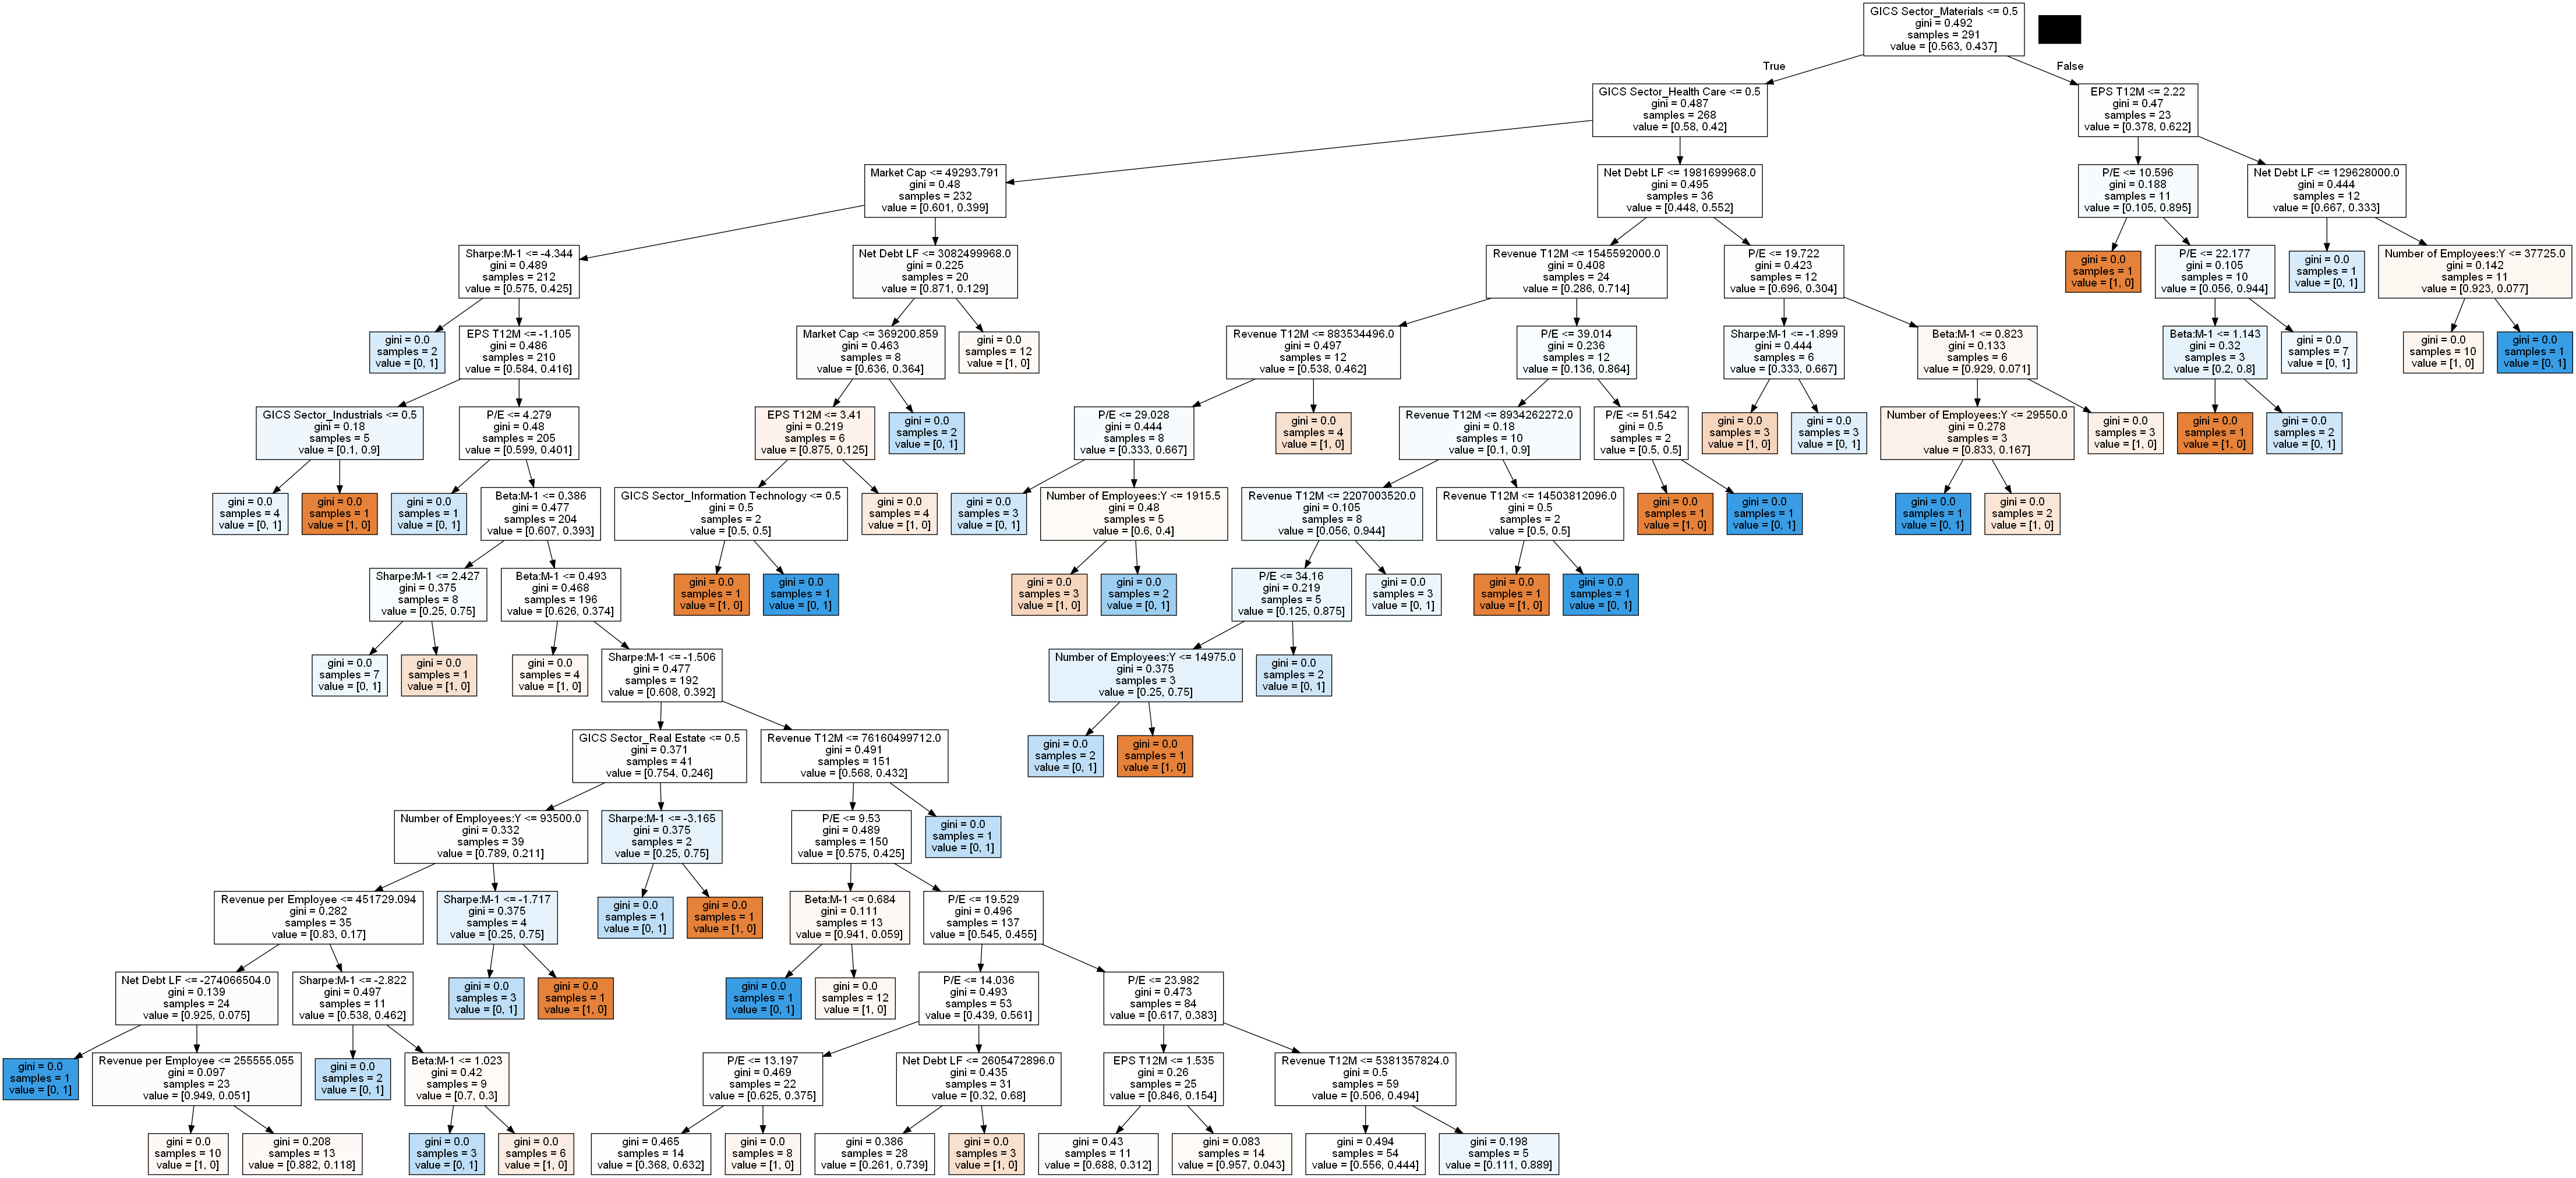 GICS Sector_Materials <= 0.5
gini = 0.492
samples = 291
value = [0.563, 0.437]
True
False
GICS Sector_Health Care <= 0.5
gini = 0.487
samples = 268
value = [0.58, 0.42]
EPS T12M <= 2.22
gini = 0.47
samples = 23
value = [0.378, 0.622]
Market Cap <= 49293.791
gini = 0.48
samples = 232
value = [0.601, 0.399]
Net Debt LF <= 1981699968.0
gini = 0.495
samples = 36
value = [0.448, 0.552]
P/E <= 10.596
gini = 0.188
samples = 11
value = [0.105, 0.895]
Net Debt LF <= 129628000.0
gini = 0.444
samples = 12
value = [0.667, 0.333]
Sharpe:M-1 <= -4.344
gini = 0.489
samples = 212
value = [0.575, 0.425]
Net Debt LF <= 3082499968.0
gini = 0.225
samples = 20
value = [0.871, 0.129]
Revenue T12M <= 1545592000.0
gini = 0.408
samples = 24
value = [0.286, 0.714]
P/E <= 19.722
gini = 0.423
samples = 12
value = [0.696, 0.304]
gini = 0.0
samples = 1
value = [1, 0]
P/E <= 22.177
gini = 0.105
samples = 10
value = [0.056, 0.944]
gini = 0.0
samples = 1
value = [0, 1]
Number of Employees:Y <= 37725.0
gini = 0.142
samples = 11
value = [0.923, 0.077]
gini = 0.0
samples = 2
value = [0, 1]
EPS T12M <= -1.105
gini = 0.486
samples = 210
value = [0.584, 0.416]
Market Cap <= 369200.859
gini = 0.463
samples = 8
value = [0.636, 0.364]
gini = 0.0
samples = 12
value = [1, 0]
Revenue T12M <= 883534496.0
gini = 0.497
samples = 12
value = [0.538, 0.462]
P/E <= 39.014
gini = 0.236
samples = 12
value = [0.136, 0.864]
Sharpe:M-1 <= -1.899
gini = 0.444
samples = 6
value = [0.333, 0.667]
Beta:M-1 <= 0.823
gini = 0.133
samples = 6
value = [0.929, 0.071]
Beta:M-1 <= 1.143
gini = 0.32
samples = 3
value = [0.2, 0.8]
gini = 0.0
samples = 7
value = [0, 1]
gini = 0.0
samples = 10
value = [1, 0]
gini = 0.0
samples = 1
value = [0, 1]
GICS Sector_Industrials <= 0.5
gini = 0.18
samples = 5
value = [0.1, 0.9]
P/E <= 4.279
gini = 0.48
samples = 205
value = [0.599, 0.401]
EPS T12M <= 3.41
gini = 0.219
samples = 6
value = [0.875, 0.125]
gini = 0.0
samples = 2
value = [0, 1]
P/E <= 29.028
gini = 0.444
samples = 8
value = [0.333, 0.667]
gini = 0.0
samples = 4
value = [1, 0]
Revenue T12M <= 8934262272.0
gini = 0.18
samples = 10
value = [0.1, 0.9]
P/E <= 51.542
gini = 0.5
samples = 2
value = [0.5, 0.5]
gini = 0.0
samples = 3
value = [1, 0]
gini = 0.0
samples = 3
value = [0, 1]
Number of Employees:Y <= 29550.0
gini = 0.278
samples = 3
value = [0.833, 0.167]
gini = 0.0
samples = 3
value = [1, 0]
gini = 0.0
samples = 1
value = [1, 0]
gini = 0.0
samples = 2
value = [0, 1]
gini = 0.0
samples = 4
value = [0, 1]
gini = 0.0
samples = 1
value = [1, 0]
gini = 0.0
samples = 1
value = [0, 1]
Beta:M-1 <= 0.386
gini = 0.477
samples = 204
value = [0.607, 0.393]
GICS Sector_Information Technology <= 0.5
gini = 0.5
samples = 2
value = [0.5, 0.5]
gini = 0.0
samples = 4
value = [1, 0]
gini = 0.0
samples = 3
value = [0, 1]
Number of Employees:Y <= 1915.5
gini = 0.48
samples = 5
value = [0.6, 0.4]
Revenue T12M <= 2207003520.0
gini = 0.105
samples = 8
value = [0.056, 0.944]
Revenue T12M <= 14503812096.0
gini = 0.5
samples = 2
value = [0.5, 0.5]
gini = 0.0
samples = 1
value = [1, 0]
gini = 0.0
samples = 1
value = [0, 1]
gini = 0.0
samples = 1
value = [0, 1]
gini = 0.0
samples = 2
value = [1, 0]
Sharpe:M-1 <= 2.427
gini = 0.375
samples = 8
value = [0.25, 0.75]
Beta:M-1 <= 0.493
gini = 0.468
samples = 196
value = [0.626, 0.374]
gini = 0.0
samples = 1
value = [1, 0]
gini = 0.0
samples = 1
value = [0, 1]
gini = 0.0
samples = 3
value = [1, 0]
gini = 0.0
samples = 2
value = [0, 1]
P/E <= 34.16
gini = 0.219
samples = 5
value = [0.125, 0.875]
gini = 0.0
samples = 3
value = [0, 1]
gini = 0.0
samples = 1
value = [1, 0]
gini = 0.0
samples = 1
value = [0, 1]
gini = 0.0
samples = 7
value = [0, 1]
gini = 0.0
samples = 1
value = [1, 0]
gini = 0.0
samples = 4
value = [1, 0]
Sharpe:M-1 <= -1.506
gini = 0.477
samples = 192
value = [0.608, 0.392]
Number of Employees:Y <= 14975.0
gini = 0.375
samples = 3
value = [0.25, 0.75]
gini = 0.0
samples = 2
value = [0, 1]
GICS Sector_Real Estate <= 0.5
gini = 0.371
samples = 41
value = [0.754, 0.246]
Revenue T12M <= 76160499712.0
gini = 0.491
samples = 151
value = [0.568, 0.432]
gini = 0.0
samples = 2
value = [0, 1]
gini = 0.0
samples = 1
value = [1, 0]
Number of Employees:Y <= 93500.0
gini = 0.332
samples = 39
value = [0.789, 0.211]
Sharpe:M-1 <= -3.165
gini = 0.375
samples = 2
value = [0.25, 0.75]
P/E <= 9.53
gini = 0.489
samples = 150
value = [0.575, 0.425]
gini = 0.0
samples = 1
value = [0, 1]
Revenue per Employee <= 451729.094
gini = 0.282
samples = 35
value = [0.83, 0.17]
Sharpe:M-1 <= -1.717
gini = 0.375
samples = 4
value = [0.25, 0.75]
gini = 0.0
samples = 1
value = [0, 1]
gini = 0.0
samples = 1
value = [1, 0]
Beta:M-1 <= 0.684
gini = 0.111
samples = 13
value = [0.941, 0.059]
P/E <= 19.529
gini = 0.496
samples = 137
value = [0.545, 0.455]
Net Debt LF <= -274066504.0
gini = 0.139
samples = 24
value = [0.925, 0.075]
Sharpe:M-1 <= -2.822
gini = 0.497
samples = 11
value = [0.538, 0.462]
gini = 0.0
samples = 3
value = [0, 1]
gini = 0.0
samples = 1
value = [1, 0]
gini = 0.0
samples = 1
value = [0, 1]
gini = 0.0
samples = 12
value = [1, 0]
P/E <= 14.036
gini = 0.493
samples = 53
value = [0.439, 0.561]
P/E <= 23.982
gini = 0.473
samples = 84
value = [0.617, 0.383]
gini = 0.0
samples = 1
value = [0, 1]
Revenue per Employee <= 255555.055
gini = 0.097
samples = 23
value = [0.949, 0.051]
gini = 0.0
samples = 2
value = [0, 1]
Beta:M-1 <= 1.023
gini = 0.42
samples = 9
value = [0.7, 0.3]
P/E <= 13.197
gini = 0.469
samples = 22
value = [0.625, 0.375]
Net Debt LF <= 2605472896.0
gini = 0.435
samples = 31
value = [0.32, 0.68]
EPS T12M <= 1.535
gini = 0.26
samples = 25
value = [0.846, 0.154]
Revenue T12M <= 5381357824.0
gini = 0.5
samples = 59
value = [0.506, 0.494]
gini = 0.0
samples = 10
value = [1, 0]
gini = 0.208
samples = 13
value = [0.882, 0.118]
gini = 0.0
samples = 3
value = [0, 1]
gini = 0.0
samples = 6
value = [1, 0]
gini = 0.465
samples = 14
value = [0.368, 0.632]
gini = 0.0
samples = 8
value = [1, 0]
gini = 0.386
samples = 28
value = [0.261, 0.739]
gini = 0.0
samples = 3
value = [1, 0]
gini = 0.43
samples = 11
value = [0.688, 0.312]
gini = 0.083
samples = 14
value = [0.957, 0.043]
gini = 0.494
samples = 54
value = [0.556, 0.444]
gini = 0.198
samples = 5
value = [0.111, 0.889]